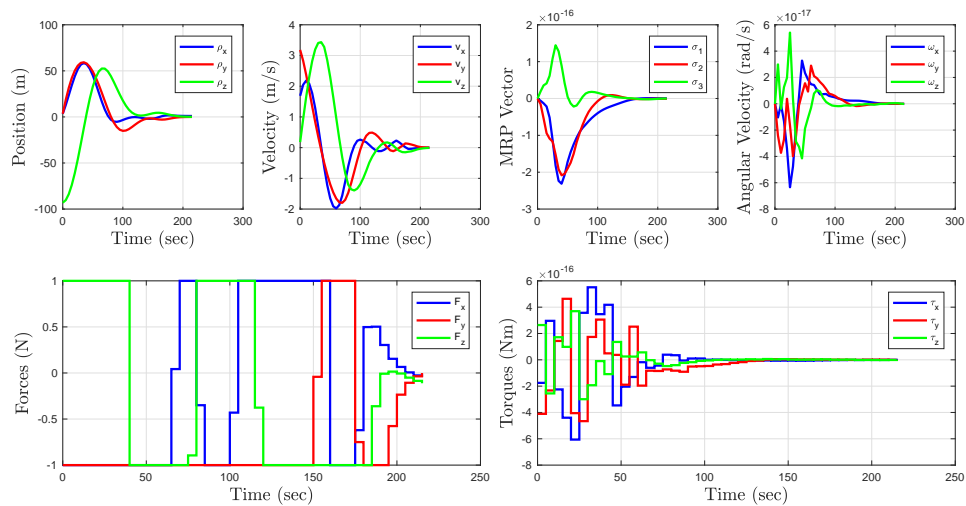 ×10⁻¹⁶
×10⁻¹⁷
Position (m)
100
50
0
-50
-100
ρx
ρy
ρz
0
100
200
300
Time (sec)
Velocity (m/s)
4
3
2
1
0
-1
-2
vx
vy
vz
0
100
200
300
Time (sec)
MRP Vector
2
1
0
-1
-2
-3
σ1
σ2
σ3
0
100
200
300
Time (sec)
Angular Velocity (rad/s)
6
4
2
0
-2
-4
-6
-8
ωx
ωy
ωz
0
100
200
300
Time (sec)
Forces (N)
1
0.5
0
-0.5
-1
Fx
Fy
Fz
0
50
100
150
200
250
Time (sec)
×10⁻¹⁶
Torques (Nm)
6
4
2
0
-2
-4
-6
-8
τx
τy
τz
0
50
100
150
200
250
Time (sec)